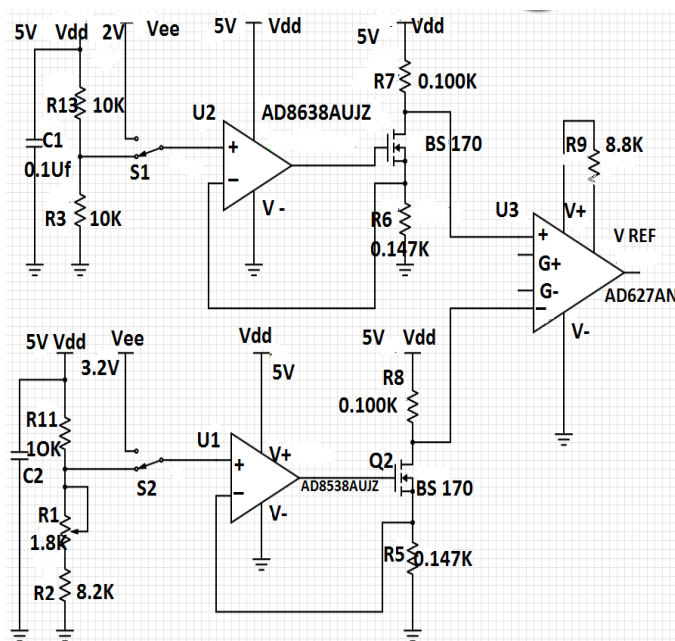 5V Vdd 2V Vee 5V Vdd 5V Vdd
R7 0.100K
R13 10K
U2 AD8638AUJZ
C1
0.1Uf
S1
+
−
BS 170
R9 8.8K
R3 10K
V -
R6
0.147K
U3
V+
V REF
+
G+
G-
−
AD627AN
V-
5V Vdd Vee Vdd 5V Vdd
3.2V
5V
R8
0.100K
R11
10K
C2
U1
V+
Q2
+
−
S2
AD8538AUJZ
BS 170
V-
R1
1.8K
R5 0.147K
R2 8.2K